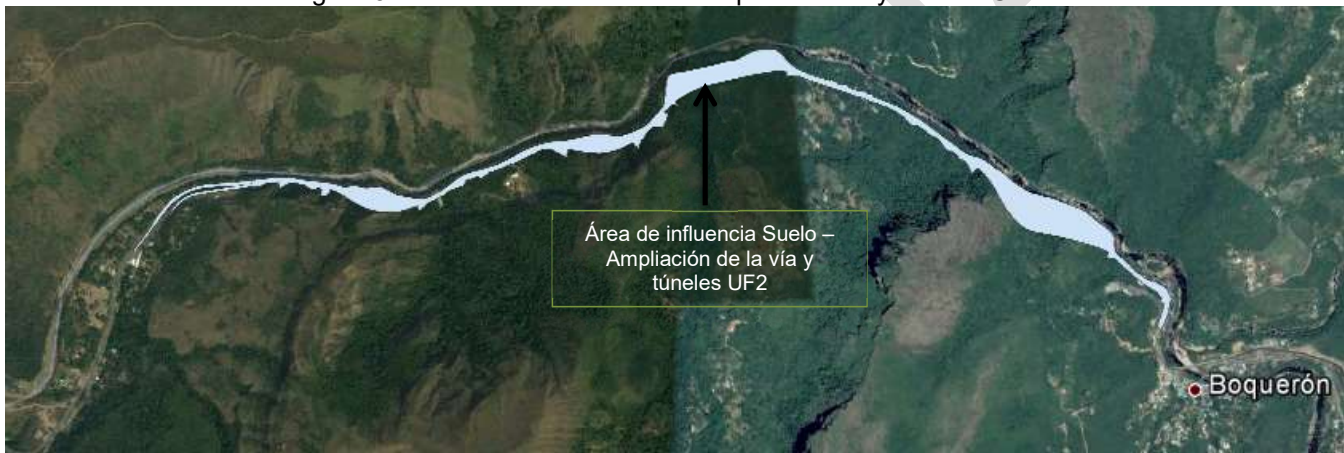 Área de influencia Suelo –
Ampliación de la vía y
túneles UF2
Boquerón